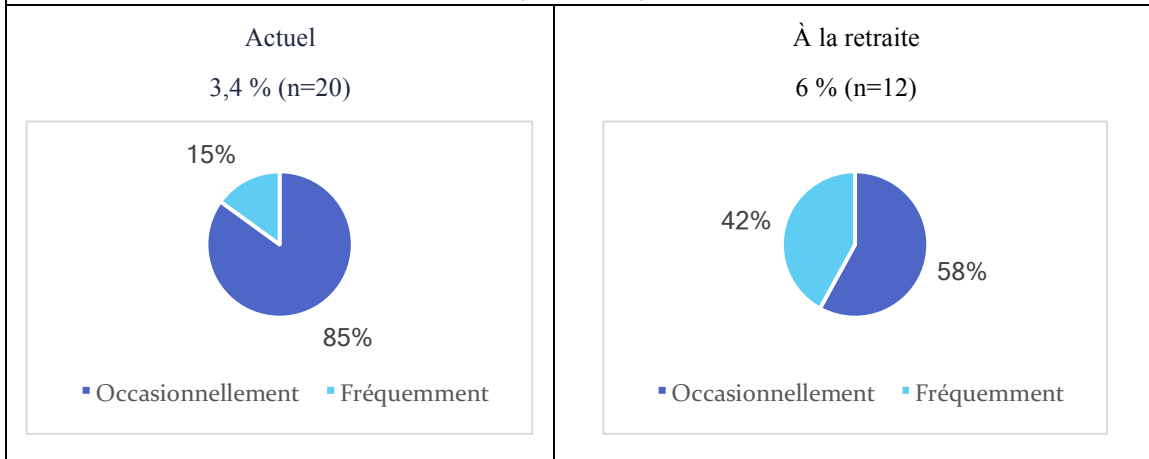 Actuel
3,4 % (n=20)
15%
85%
Occasionnellement Fréquemment
À la retraite
6 % (n=12)
42%
58%
Occasionnellement Fréquemment